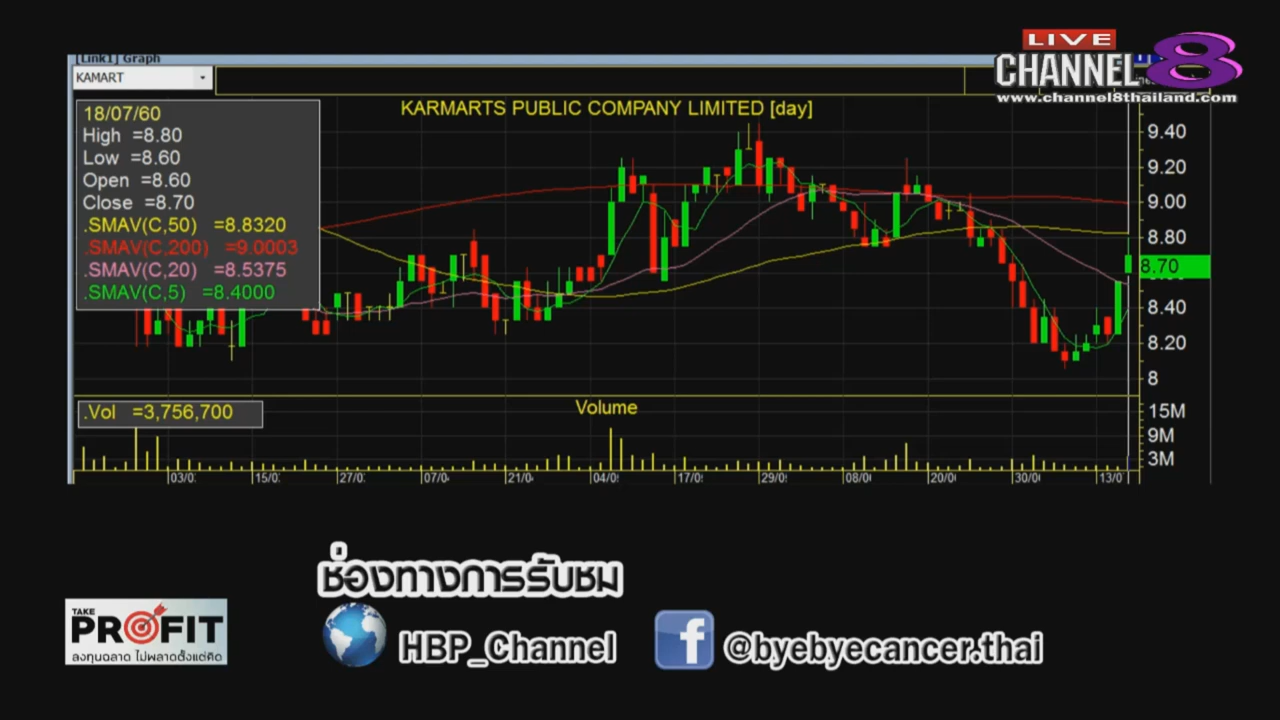 [Link1] Graph
LIVE
CHANNEL 8
www.channel8thailand.com
KAMART
KARMARTS PUBLIC COMPANY LIMITED [day]
18/07/60
High =8.80
Low =8.60
Open =8.60
Close =8.70
.SMAV(C,50) =8.8320
.SMAV(C,200) =9.0003
.SMAV(C,20) =8.5375
.SMAV(C,5) =8.4000
9.40
9.20
9.00
8.80
8.70
8.40
8.20
8
.Vol =3,756,700
Volume
15M
9M
3M
03/0 15/0 27/0 07/0 21/0 04/0 17/0 29/0 08/0 20/0 30/0 13/0
ช่องทางการรับชม
TAKE
PROFIT
ลงทุนฉลาด ไม่พลาดตั้งแต่คิด
HBP_Channel
@byebyecancer.thai